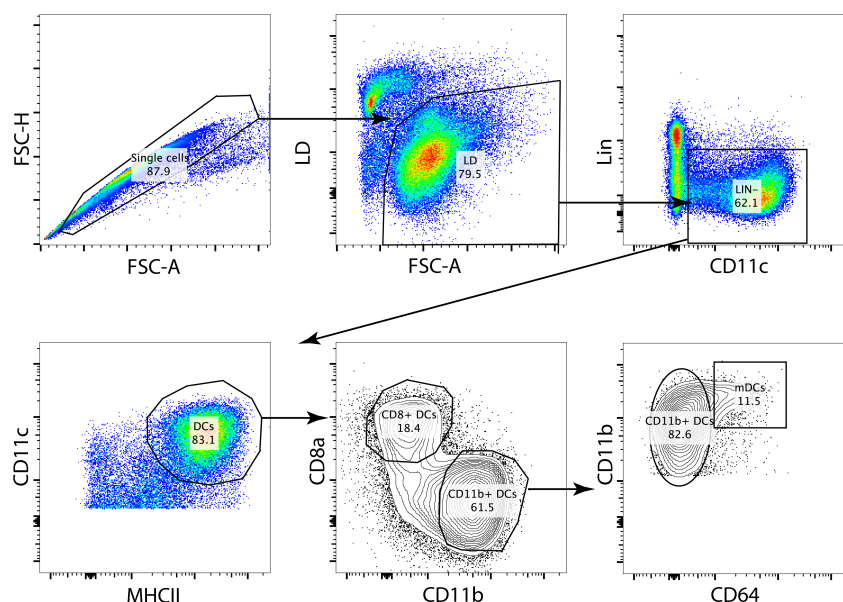 FSC-H
Single cells
87.9
FSC-A
LD
LD
79.5
FSC-A
Lin
LIN-
62.1
CD11c
CD11c
DCs
83.1
MHCII
CD8a
CD8+ DCs
18.4
CD11b+ DCs
61.5
CD11b
CD11b
mDCs
11.5
CD11b+ DCs
82.6
CD64